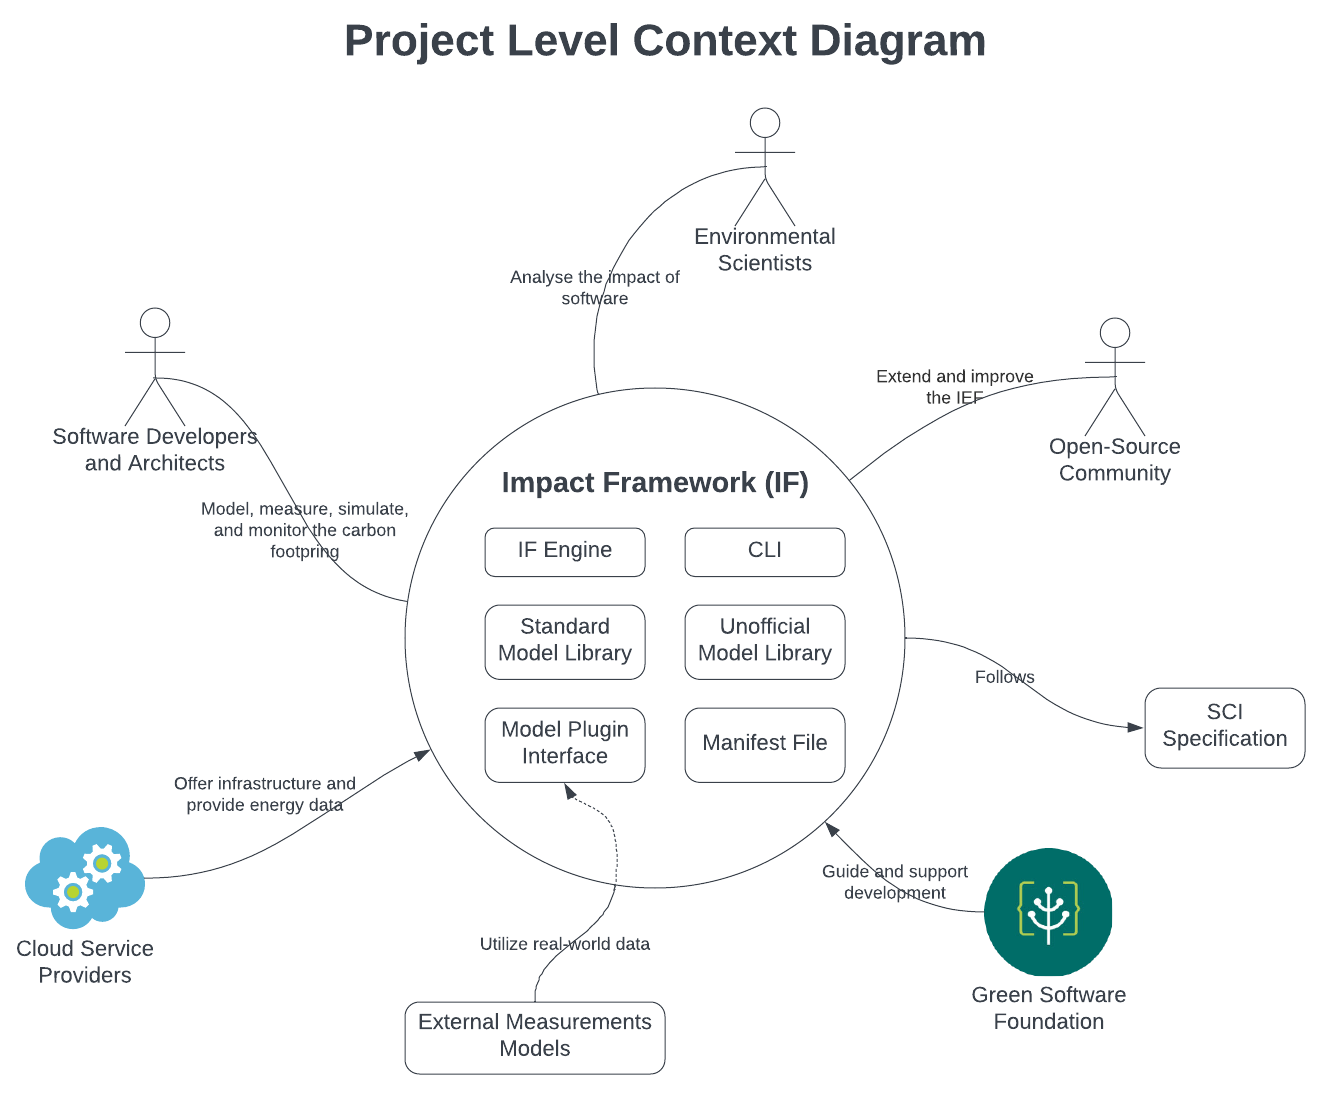 Project Level Context Diagram
Environmental
Scientists
Analyse the impact of
software
Extend and improve
the IEF
Open-Source
Community
Software Developers
and Architects
Model, measure, simulate,
and monitor the carbon
footpring
Impact Framework (IF)
IF Engine
CLI
Standard
Model Library
Unofficial
Model Library
Model Plugin
Interface
Manifest File
Follows
SCI
Specification
Offer infrastructure and
provide energy data
Cloud Service
Providers
Guide and support
development
Green Software
Foundation
Utilize real-world data
External Measurements
Models